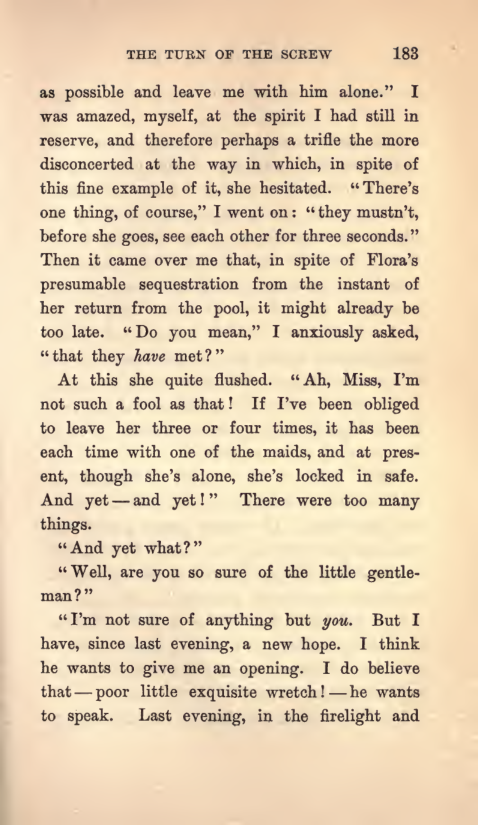 THE TURN OF THE SCREW 183
as possible and leave me with him alone." I
was amazed, myself, at the spirit I had still in
reserve, and therefore perhaps a trifle the more
disconcerted at the way in which, in spite of
this fine example of it, she hesitated. "There's
one thing, of course," I went on: "they mustn't,
before she goes, see each other for three seconds."
Then it came over me that, in spite of Flora's
presumable sequestration from the instant of
her return from the pool, it might already be
too late. "Do you mean," I anxiously asked,
"that they have met?"
At this she quite flushed. "Ah, Miss, I'm
not such a fool as that! If I've been obliged
to leave her three or four times, it has been
each time with one of the maids, and at pres-
ent, though she's alone, she's locked in safe.
And yet—and yet!" There were too many
things.
"And yet what?"
"Well, are you so sure of the little gentle-
man?"
"I'm not sure of anything but you. But I
have, since last evening, a new hope. I think
he wants to give me an opening. I do believe
that—poor little exquisite wretch!—he wants
to speak. Last evening, in the firelight and